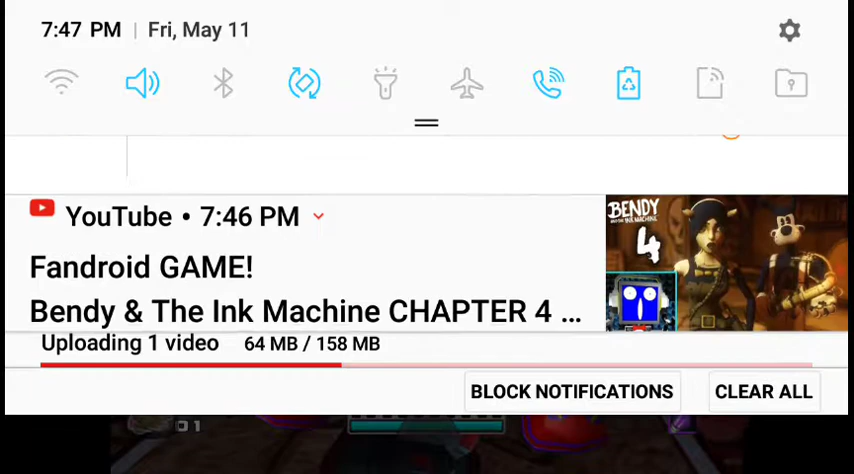 7:47 PM | Fri, May 11
YouTube • 7:46 PM
Fandroid GAME!
Bendy & The Ink Machine CHAPTER 4 ...
BENDY
4
Uploading 1 video 64 MB / 158 MB
BLOCK NOTIFICATIONS CLEAR ALL